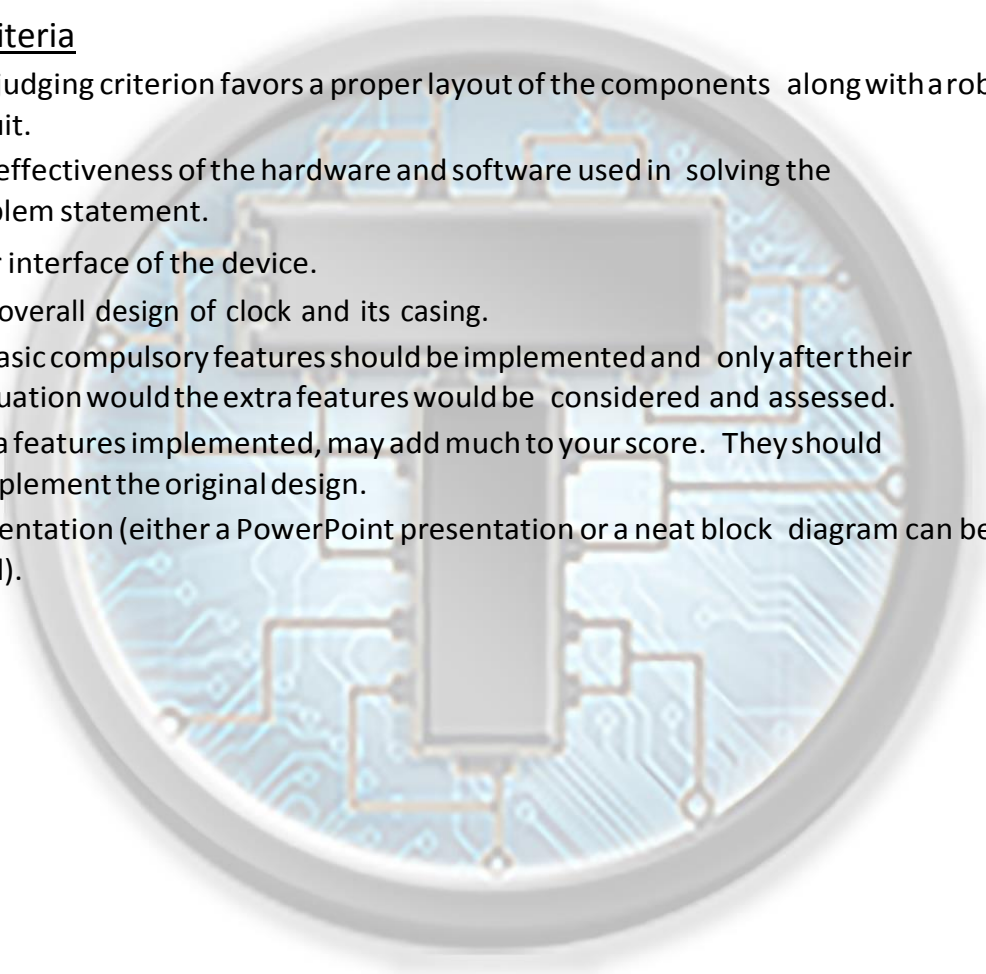 iteria
judging criterion favors a proper layout of the components along with a rob
uit.
effectiveness of the hardware and software used in solving the
blem statement.
r interface of the device.
overall design of clock and its casing.
asic compulsory features should be implemented and only after their
uation would the extra features would be considered and assessed.
a features implemented, may add much to your score. They should
plement the original design.
entation (either a PowerPoint presentation or a neat block diagram can be
l).